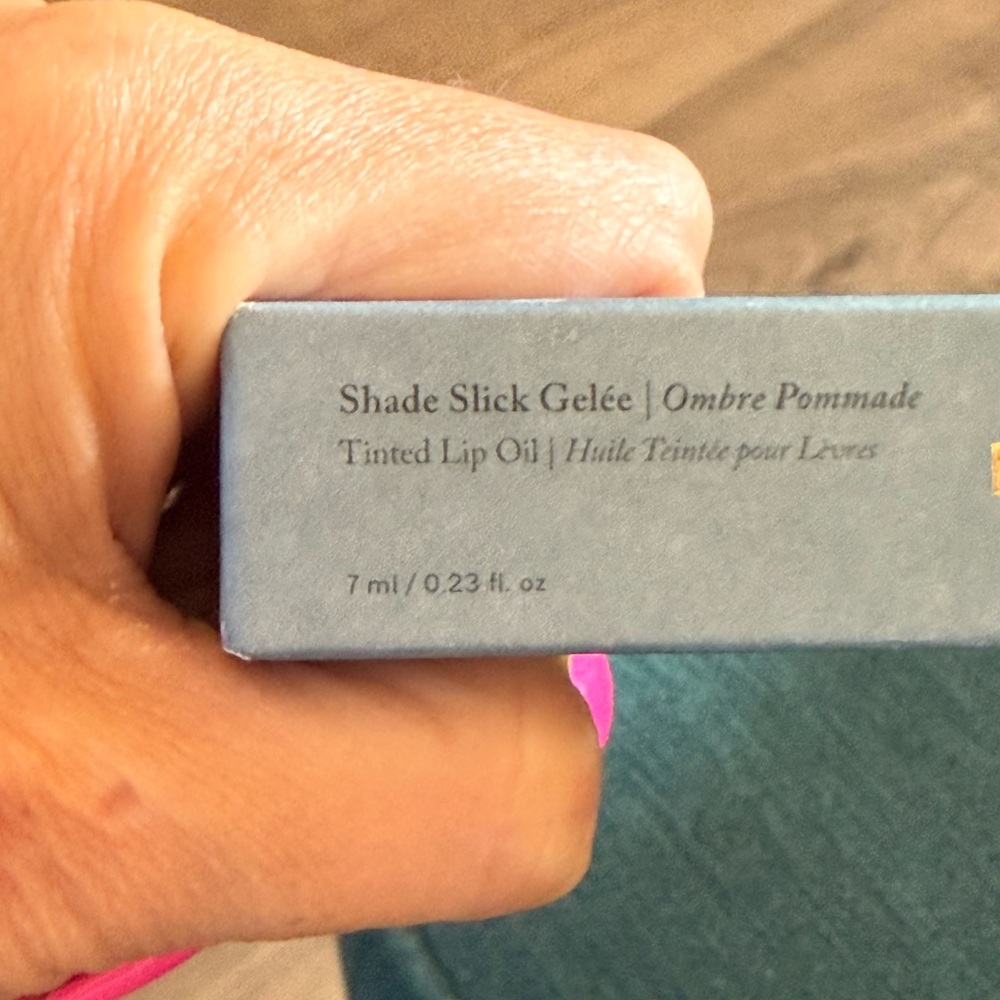 Shade Slick Gelée | Ombre Pommade
Tinted Lip Oil | Huile Teintée pour Lèvres
7 ml / 0.23 fl. oz